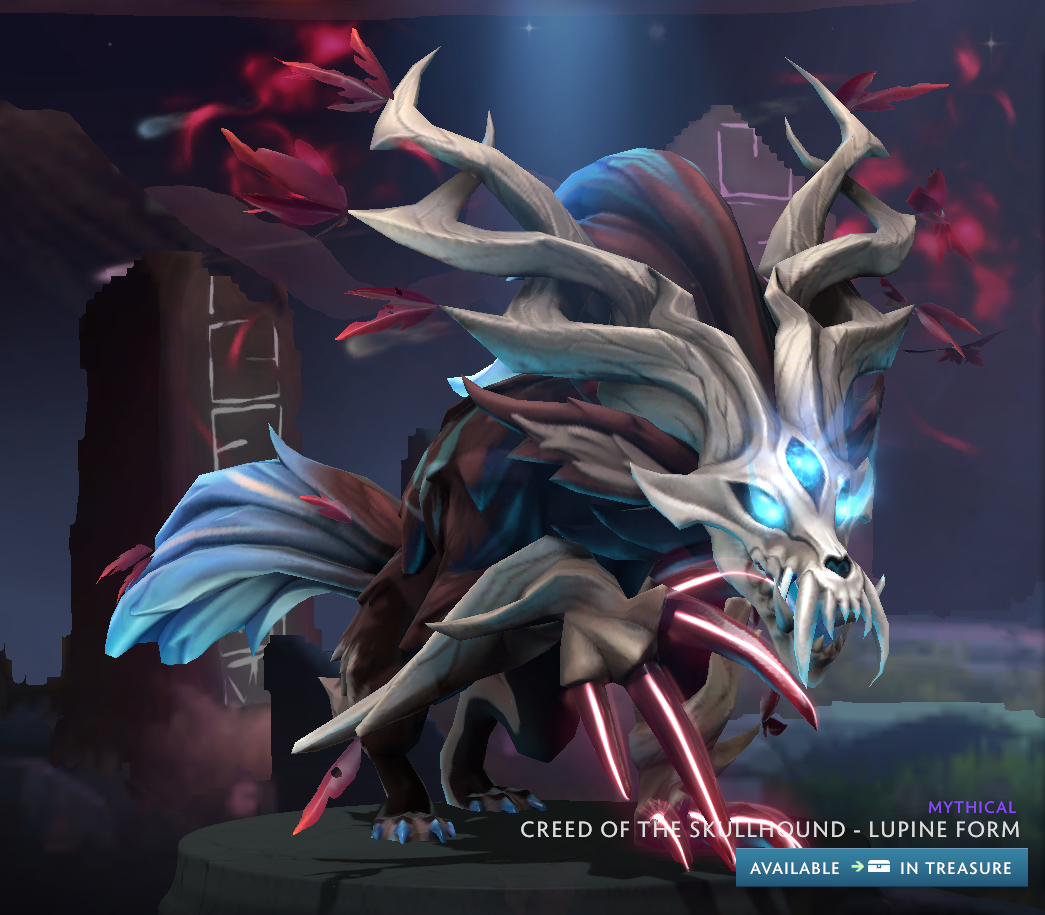 MYTHICAL
CREED OF THE SKULLHOUND - LUPINE FORM
AVAILABLE IN TREASURE